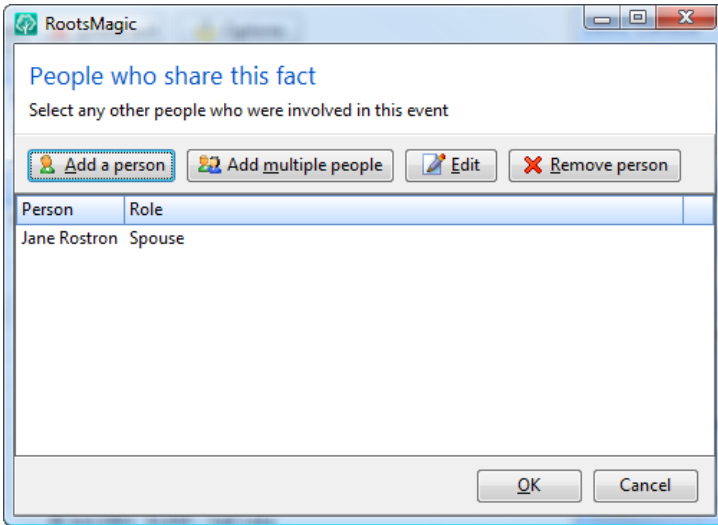 RootsMagic
People who share this fact
Select any other people who were involved in this event
Add a person Add multiple people Edit Remove person
Person Role
Jane Rostron Spouse
OK Cancel